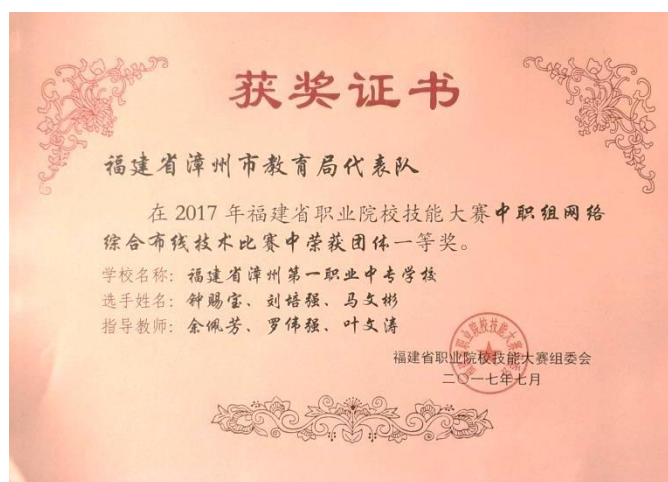 获奖证书
福建省漳州市教育局代表队
在 2017 年福建省职业院校技能大赛中职组网络
综合布线技术比赛中荣获团体一等奖。
学校名称：福建省漳州第一职业中专学校
选手姓名：钟赐宝、刘培强、马文彬
指导教师：余佩芳、罗伟强、叶文涛
福建省职业院校技能大赛组委会
二〇一七年七月